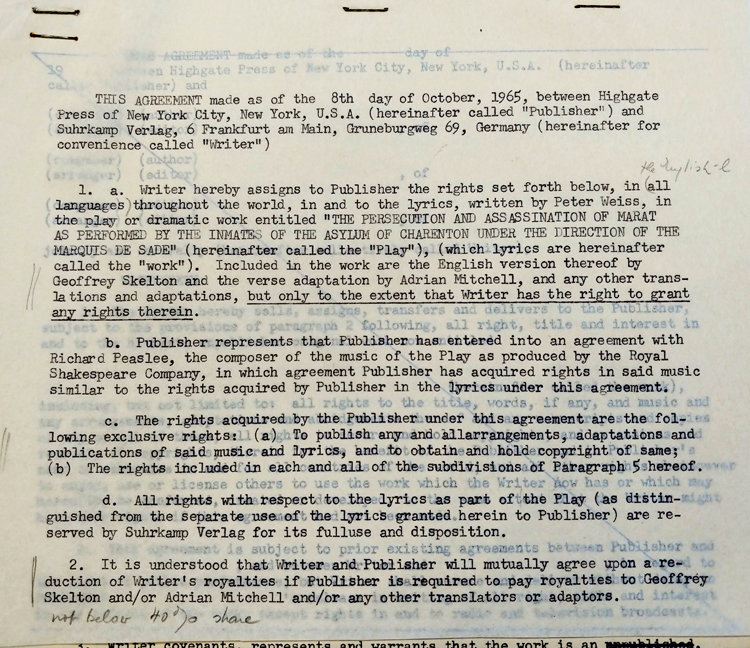 THIS AGREEMENT made as of the 8th day of October, 1965, between Highgate
Press of New York City, New York, U.S.A. (hereinafter called "Publisher") and
Suhrkamp Verlag, 6 Frankfurt am Main, Gruneburgweg 69, Germany (hereinafter for
convenience called "Writer")
the english-l
1. a. Writer hereby assigns to Publisher the rights set forth below, in (all
languages) throughout the world, in and to the lyrics, written by Peter Weiss, in
the play or dramatic work entitled "THE PERSECUTION AND ASSASSINATION OF MARAT
AS PERFORMED BY THE INMATES OF THE ASYLUM OF CHARENTON UNDER THE DIRECTION OF THE
MARQUIS DE SADE" (hereinafter called the "Play"), (which lyrics are hereinafter
called the "work"). Included in the work are the English version thereof by
Geoffrey Skelton and the verse adaptation by Adrian Mitchell, and any other trans-
lations and adaptations, but only to the extent that Writer has the right to grant
any rights therein.
b. Publisher represents that Publisher has entered into an agreement with
Richard Peaslee, the composer of the music of the Play as produced by the Royal
Shakespeare Company, in which agreement Publisher has acquired rights in said music
similar to the rights acquired by Publisher in the lyrics under this agreement.
c. The rights acquired by the Publisher under this agreement are the fol-
lowing exclusive rights: (a) To publish any and allarrangements, adaptations and
publications of said music and lyrics, and to obtain and hold copyright of same;
(b) The rights included in each and all of the subdivisions of Paragraph 5 hereof.
d. All rights with respect to the lyrics as part of the Play (as distin-
guished from the separate use of the lyrics granted herein to Publisher) are re-
served by Suhrkamp Verlag for its fulluse and disposition.
2. It is understood that Writer and Publisher will mutually agree upon a re-
duction of Writer's royalties if Publisher is required to pay royalties to Geoffrey
Skelton and/or Adrian Mitchell and/or any other translators or adaptors.
not below 40% share
Writer covenants, represents and warrants that the work is an